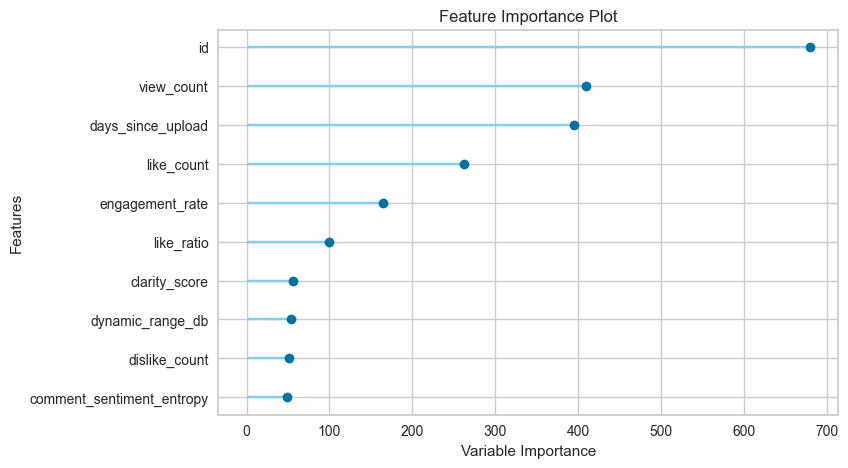 Feature Importance Plot
Features
id
view_count
days_since_upload
like_count
engagement_rate
like_ratio
clarity_score
dynamic_range_db
dislike_count
comment_sentiment_entropy
0 100 200 300 400 500 600 700
Variable Importance